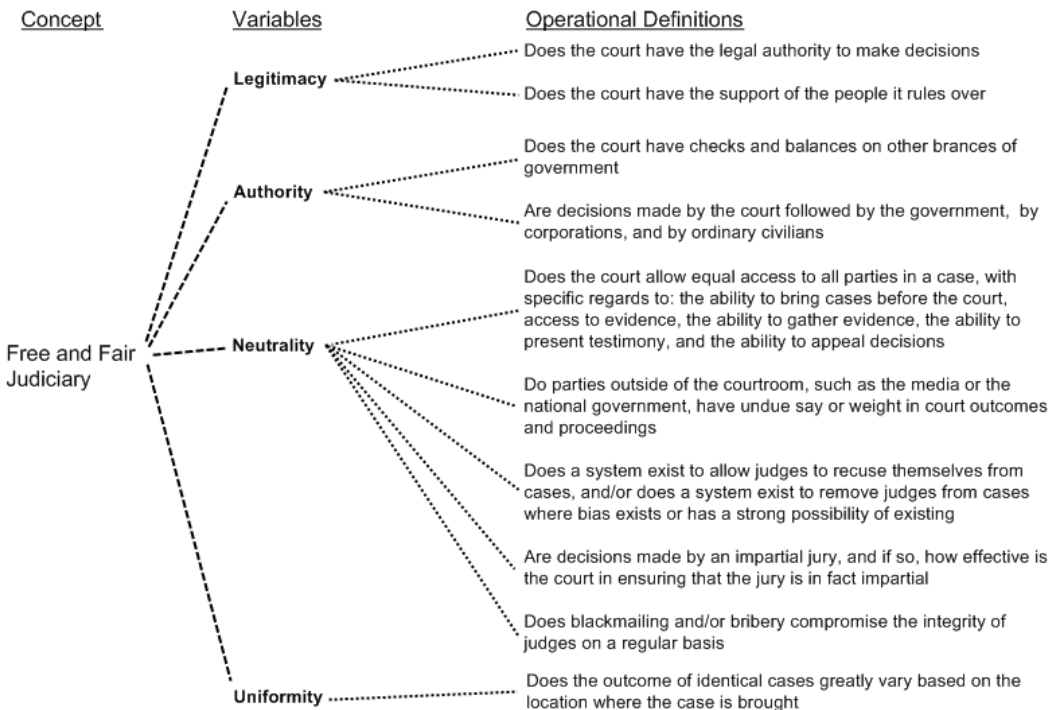 Concept
Variables
Operational Definitions
Legitimacy
Does the court have the legal authority to make decisions
Does the court have the support of the people it rules over
Authority
Does the court have checks and balances on other brances of
government
Are decisions made by the court followed by the government,  by
corporations, and by ordinary civilians
Free and Fair
Judiciary
Neutrality
Does the court allow equal access to all parties in a case, with
specific regards to: the ability to bring cases before the court,
access to evidence, the ability to gather evidence, the ability to
present testimony, and the ability to appeal decisions
Do parties outside of the courtroom, such as the media or the
national government, have undue say or weight in court outcomes
and proceedings
Does a system exist to allow judges to recuse themselves from
cases, and/or does a system exist to remove judges from cases
where bias exists or has a strong possibility of existing
Are decisions made by an impartial jury, and if so, how effective is
the court in ensuring that the jury is in fact impartial
Does blackmailing and/or bribery compromise the integrity of
judges on a regular basis
Uniformity
Does the outcome of identical cases greatly vary based on the
location where the case is brought